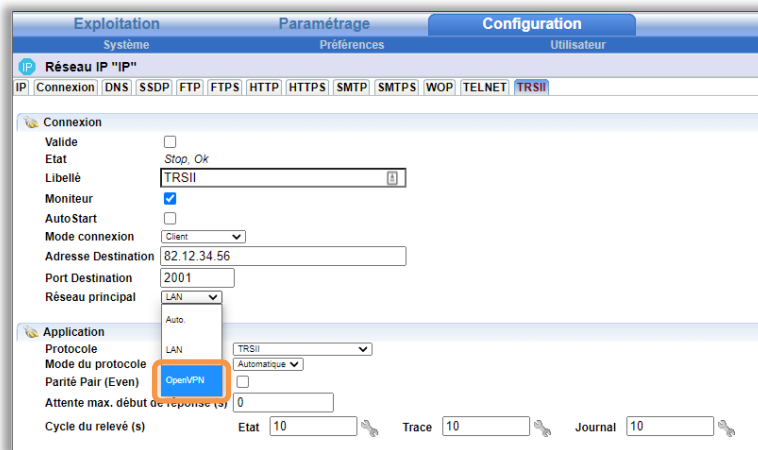 Exploitation Paramétrage Configuration
Système Préférences Utilisateur
IP Réseau IP "IP"
IP Connexion DNS SSDP FTP FTPS HTTP HTTPS SMTP SMTPS WOP TELNET TRSII
Connexion
Valide
Etat Stop, Ok
Libellé TRSII
Moniteur
AutoStart
Mode connexion Client
Adresse Destination 82.12.34.56
Port Destination 2001
Réseau principal LAN
Auto.
Application
Protocole LAN TRSII
Mode du protocole Automatique
Parité Pair (Even) OpenVPN
Attente max. début de réponse (s) 0
Cycle du relevé (s) Etat 10 Trace 10 Journal 10